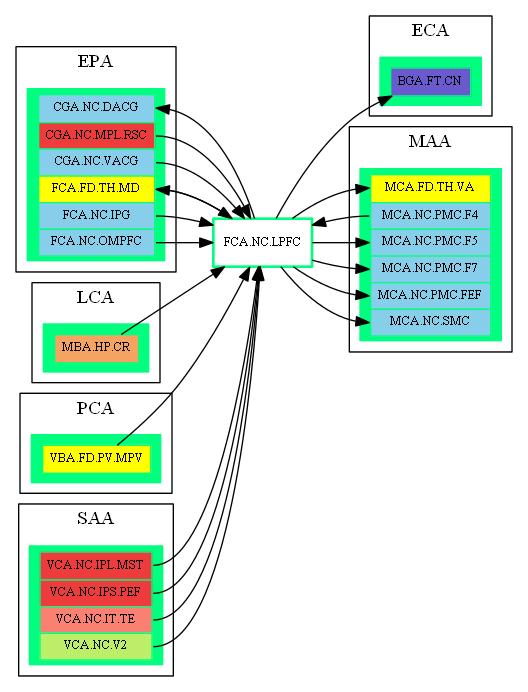 EPA
CGA.NC.DACG
CGA.NC.MPL.RSC
CGA.NC.VACG
FCA.FD.TH.MD
FCA.NC.IPG
FCA.NC.OMPFC
LCA
MBA.HP.CR
PCA
VBA.FD.PV.MPV
SAA
VCA.NC.IPL.MST
VCA.NC.IPS.PEF
VCA.NC.IT.TE
VCA.NC.V2
FCA.NC.LPFC
ECA
BGA.FT.CN
MAA
MCA.FD.TH.VA
MCA.NC.PMC.F4
MCA.NC.PMC.F5
MCA.NC.PMC.F7
MCA.NC.PMC.FEF
MCA.NC.SMC